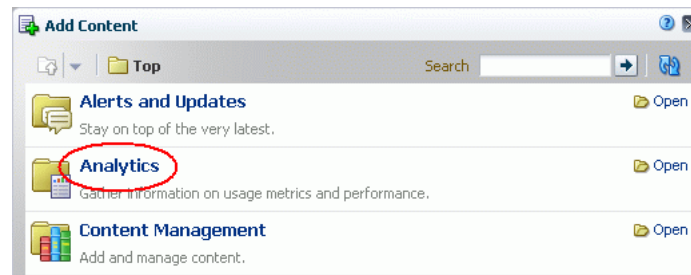 Add Content
Top Search
Alerts and Updates Open
Stay on top of the very latest.
Analytics Open
Gather information on usage metrics and performance.
Content Management Open
Add and manage content.